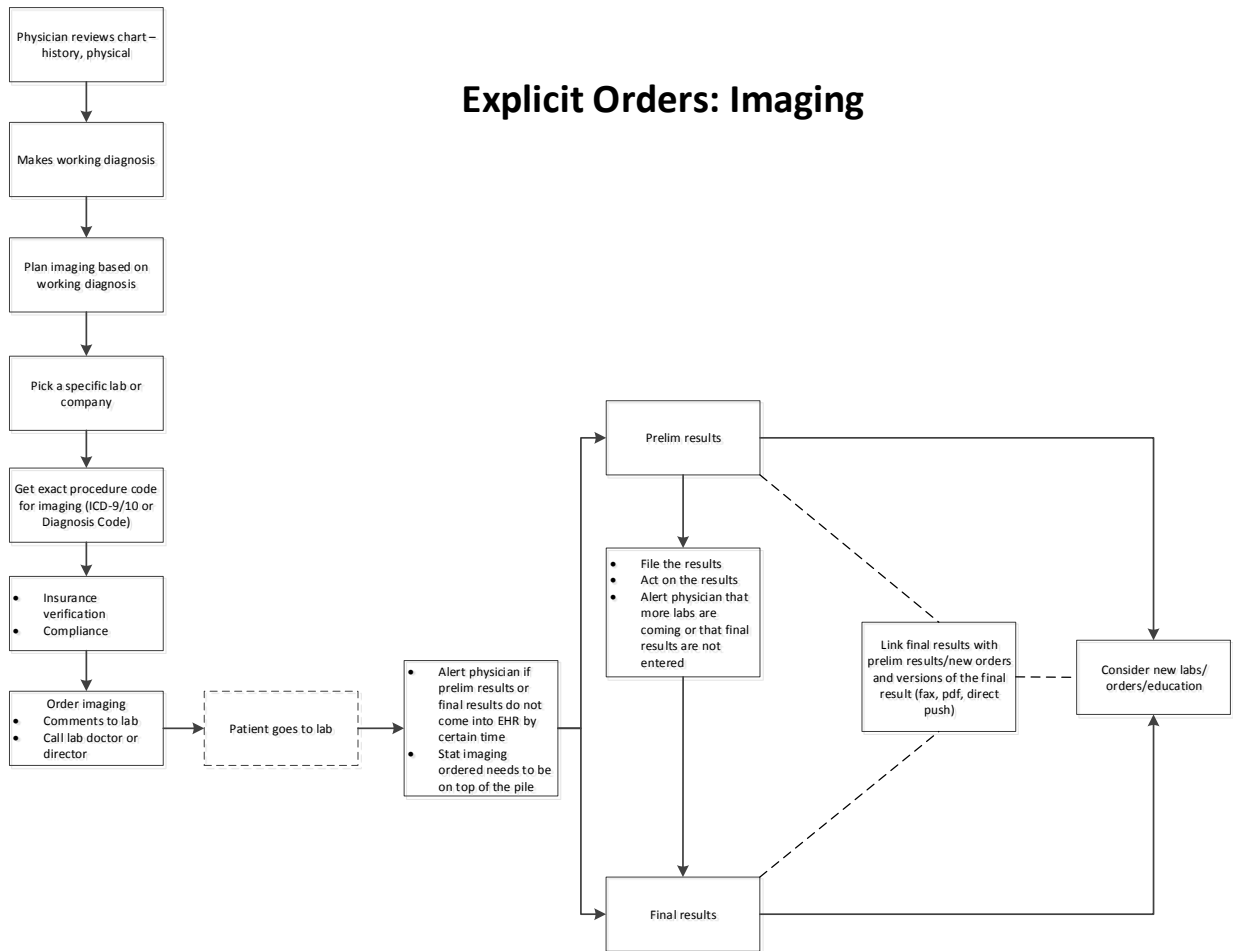 Physician reviews chart –
history, physical
Explicit Orders: Imaging
Makes working diagnosis
Plan imaging based on
working diagnosis
Pick a specific lab or
company
Get exact procedure code
for imaging (ICD-9/10 or
Diagnosis Code)
• Insurance
verification
• Compliance
Order imaging
• Comments to lab
• Call lab doctor or
director
Patient goes to lab
• Alert physician if
prelim results or
final results do not
come into EHR by
certain time
• Stat imaging
ordered needs to be
on top of the pile
Prelim results
• File the results
• Act on the results
• Alert physician that
more labs are
coming or that final
results are not
entered
Final results
Link final results with
prelim results/new orders
and versions of the final
result (fax, pdf, direct
push)
Consider new labs/
orders/education